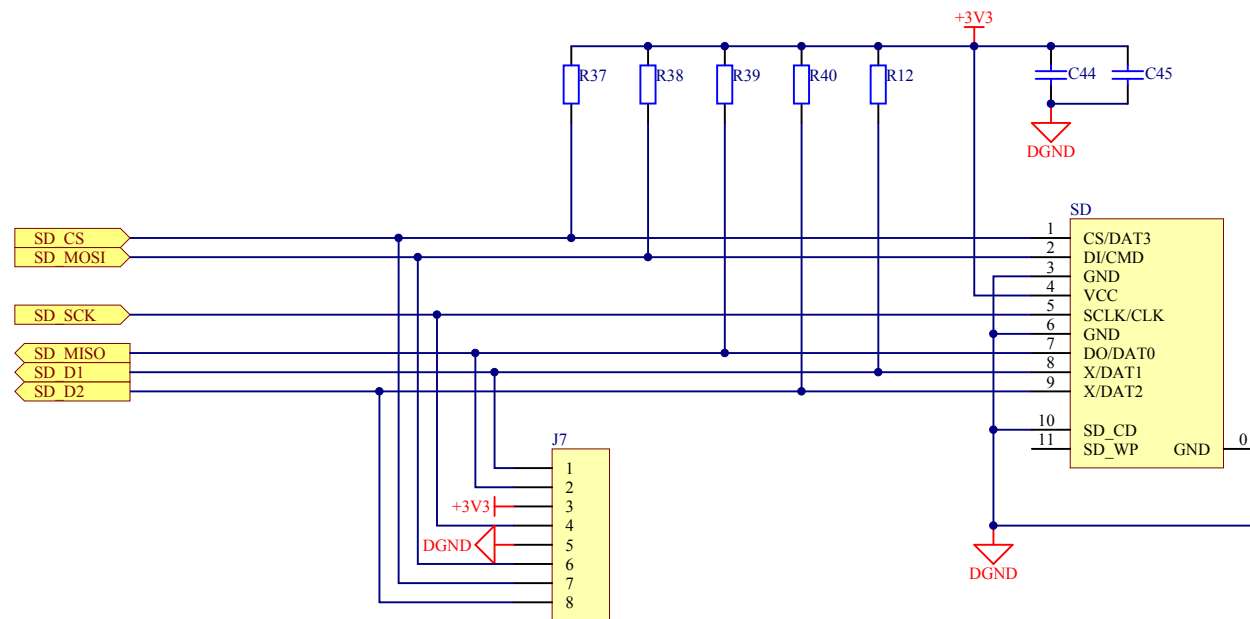 +3V3
R37 R38 R39 R40 R12 C44 C45
DGND
SD
SD_CS
SD_MOSI
SD_SCK
SD_MISO
SD_D1
SD_D2
1 CS/DAT3
2 DI/CMD
3 GND
4 VCC
5 SCLK/CLK
6 GND
7 DO/DAT0
8 X/DAT1
9 X/DAT2
10 SD_CD
11 SD_WP GND 0
J7
1
2
+3V3 3
4
DGND 5
6
7
8
DGND